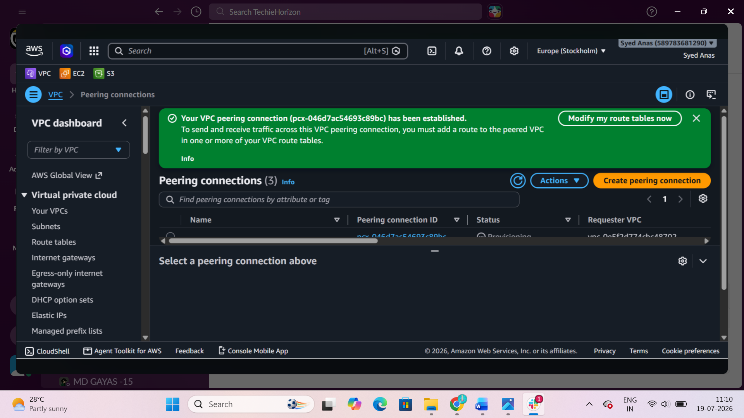 Search TechieHorizon
aws
Search [Alt+S]
Europe (Stockholm) ▼
Syed Anas (589783681290) ▼
Syed Anas
VPC EC2 S3
VPC > Peering connections
VPC dashboard
Filter by VPC
AWS Global View
Virtual private cloud
Your VPCs
Subnets
Route tables
Internet gateways
Egress-only internet
gateways
DHCP option sets
Elastic IPs
Managed prefix lists
Your VPC peering connection (pcx-046d7ac54693c89bc) has been established.
To send and receive traffic across this VPC peering connection, you must add a route to the peered VPC
in one or more of your VPC route tables.
Info
Modify my route tables now
Peering connections (3) Info
Actions ▼
Create peering connection
Find peering connections by attribute or tag
1
Name Peering connection ID Status Requester VPC
pcx-046d7ac54693c89bc Provisioning
Select a peering connection above
CloudShell Agent Toolkit for AWS Feedback Console Mobile App
© 2026, Amazon Web Services, Inc. or its affiliates. Privacy Terms Cookie preferences
MD GAYAS - 15
28°C
Partly sunny
Search
ENG
IN
11:10
19-07-2026